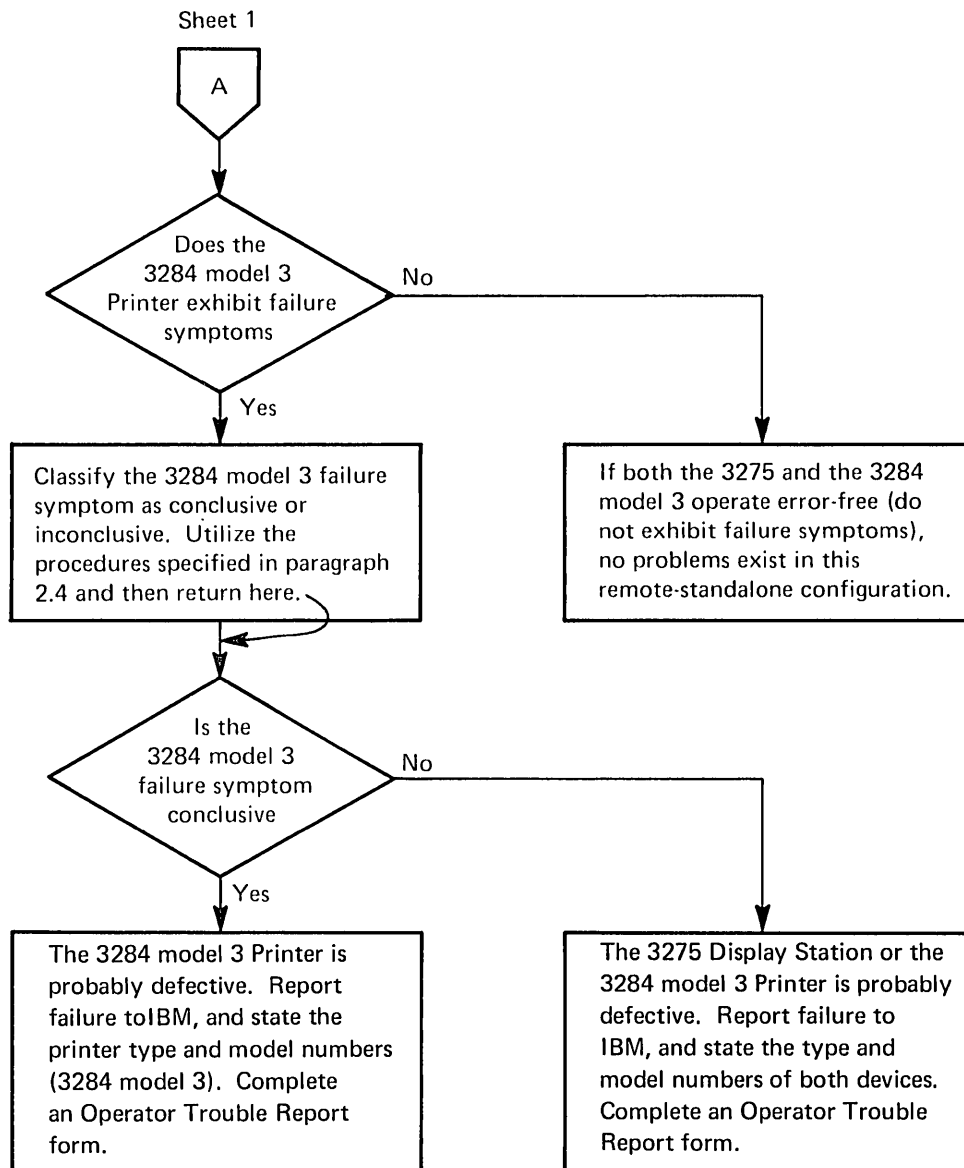 Sheet 1
A
Does the
3284 model 3
Printer exhibit failure
symptoms
No
Yes
Classify the 3284 model 3 failure
symptom as conclusive or
inconclusive. Utilize the
procedures specified in paragraph
2.4 and then return here.
If both the 3275 and the 3284
model 3 operate error-free (do
not exhibit failure symptoms),
no problems exist in this
remote-standalone configuration.
Is the
3284 model 3
failure symptom
conclusive
No
Yes
The 3284 model 3 Printer is
probably defective. Report
failure toIBM, and state the
printer type and model numbers
(3284 model 3). Complete
an Operator Trouble Report
form.
The 3275 Display Station or the
3284 model 3 Printer is probably
defective. Report failure to
IBM, and state the type and
model numbers of both devices.
Complete an Operator Trouble
Report form.